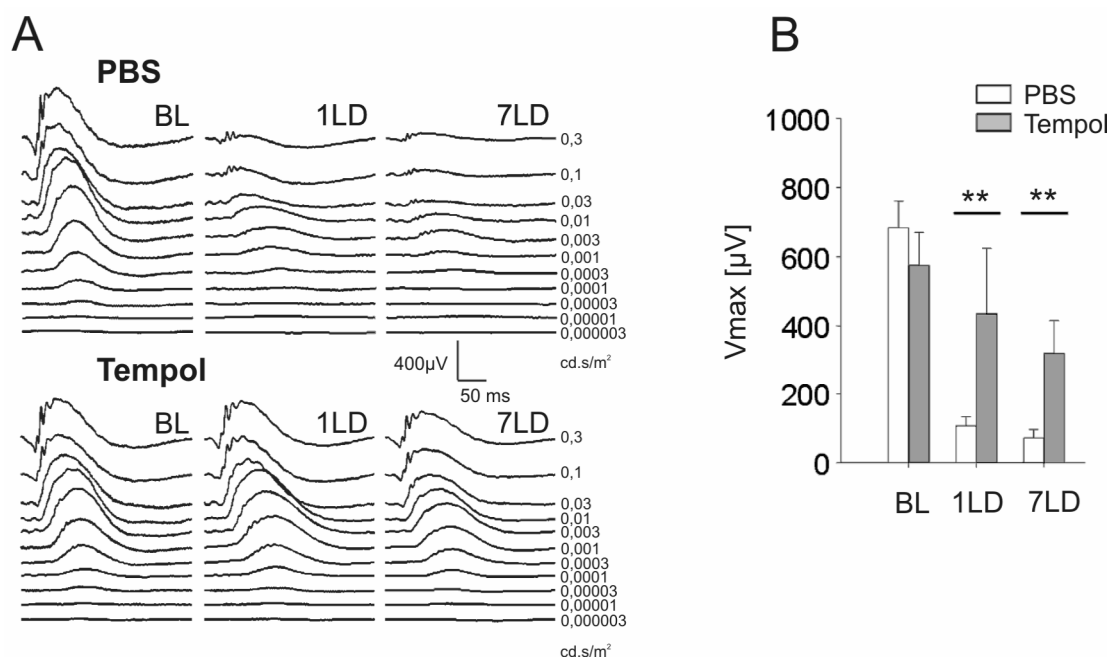 A
PBS
BL
1LD
7LD
0,3
0,1
0,03
0,01
0,003
0,001
0,0003
0,0001
0,00003
0,00001
0,000003
cd.s/m²
400µV
50 ms
Tempol
BL
1LD
7LD
0,3
0,1
0,03
0,01
0,003
0,001
0,0003
0,0001
0,00003
0,00001
0,000003
cd.s/m²
B
PBS
Tempol
Vmax [µV]
1000
800
600
400
200
0
** **
BL 1LD 7LD